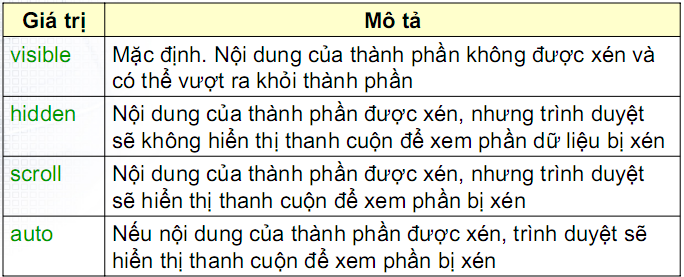 Giá trị Mô tả
visible Mặc định. Nội dung của thành phần không được xén và
có thể vượt ra khỏi thành phần
hidden Nội dung của thành phần được xén, nhưng trình duyệt
sẽ không hiển thị thanh cuộn để xem phần dữ liệu bị xén
scroll Nội dung của thành phần được xén, nhưng trình duyệt
sẽ hiển thị thanh cuộn để xem phần bị xén
auto Nếu nội dung của thành phần được xén, trình duyệt sẽ
hiển thị thanh cuộn để xem phần bị xén